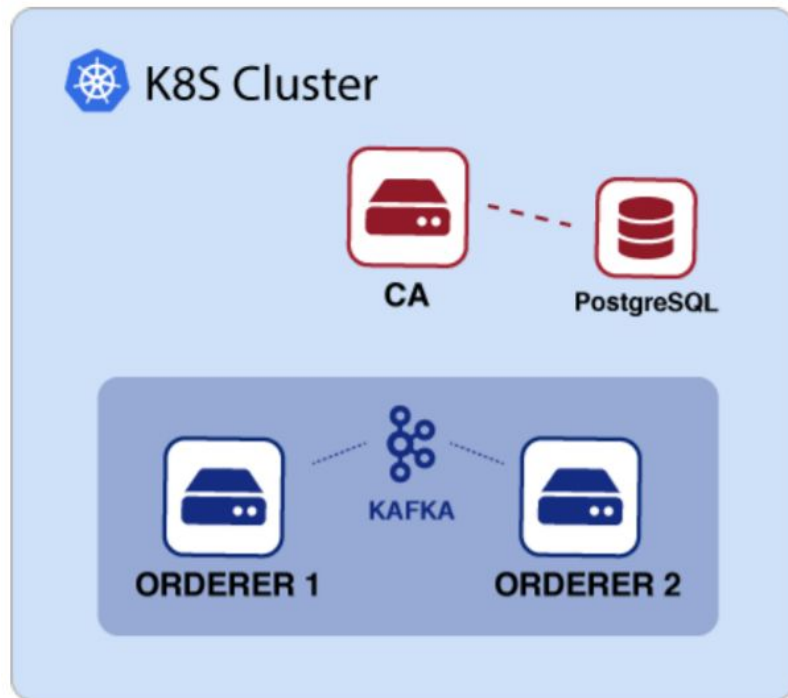 K8S Cluster
CA
PostgreSQL
KAFKA
ORDERER 1
ORDERER 2